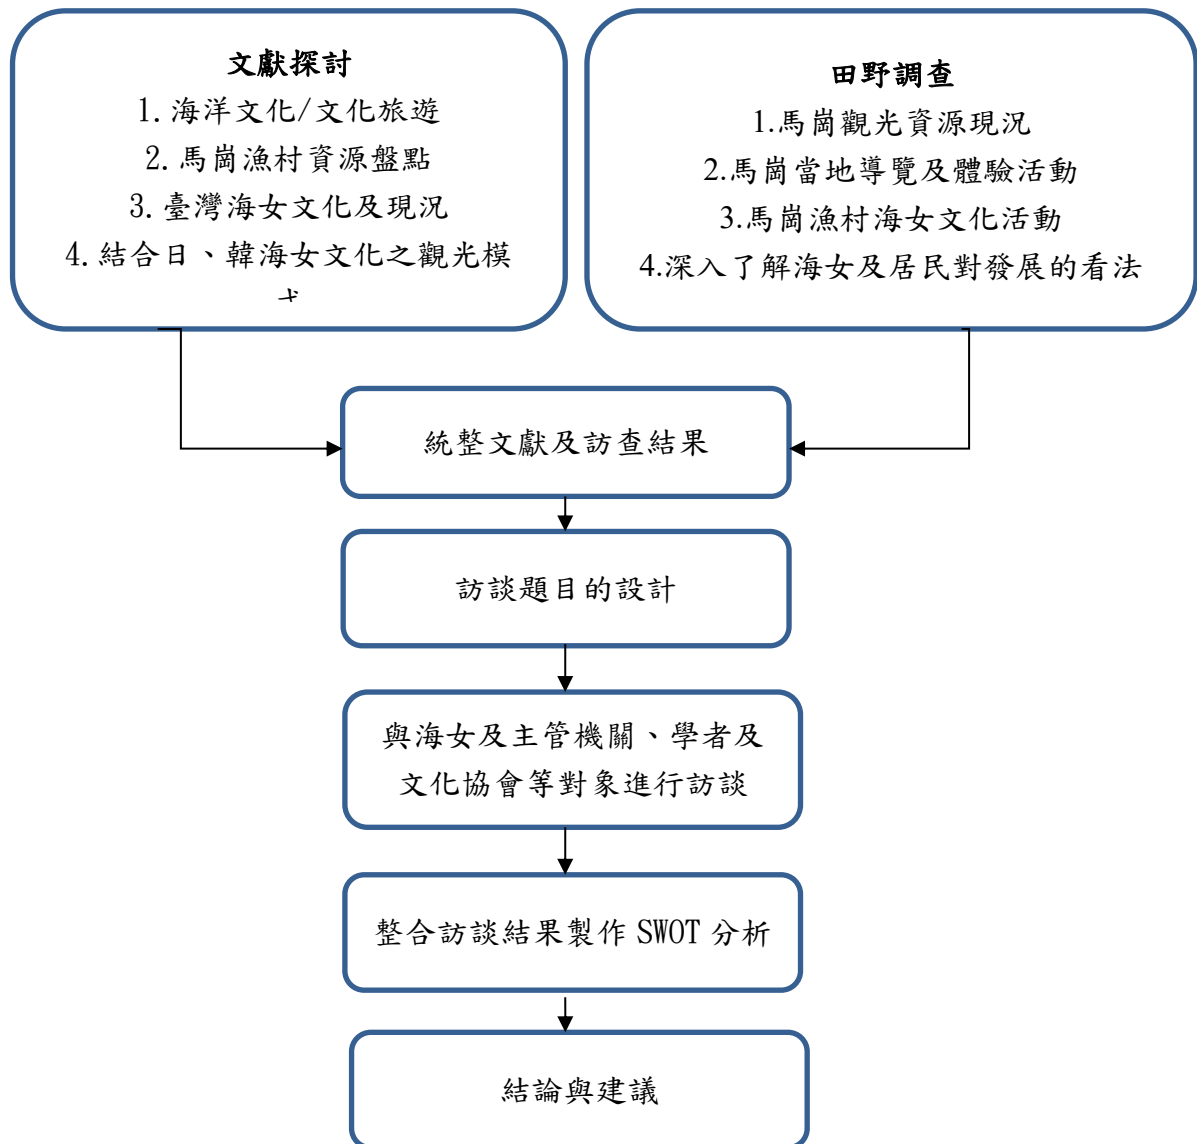 文獻探討
1. 海洋文化/文化旅遊
2. 馬崗漁村資源盤點
3. 臺灣海女文化及現況
4. 結合日、韓海女文化之觀光模
田野調查
1.馬崗觀光資源現況
2.馬崗當地導覽及體驗活動
3.馬崗漁村海女文化活動
4.深入了解海女及居民對發展的看法
統整文獻及訪查結果
訪談題目的設計
與海女及主管機關、學者及
文化協會等對象進行訪談
整合訪談結果製作 SWOT 分析
結論與建議